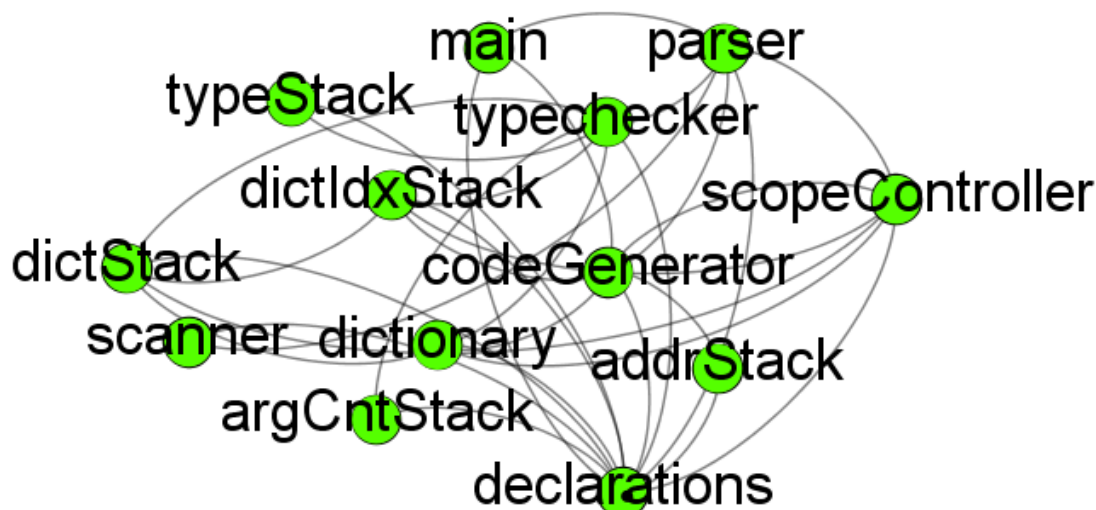 main
parser
typeStack
typechecker
dictIdxStack
scopeController
dictStack
codeGenerator
scanner
dictionary
addrStack
argCntStack
declarations